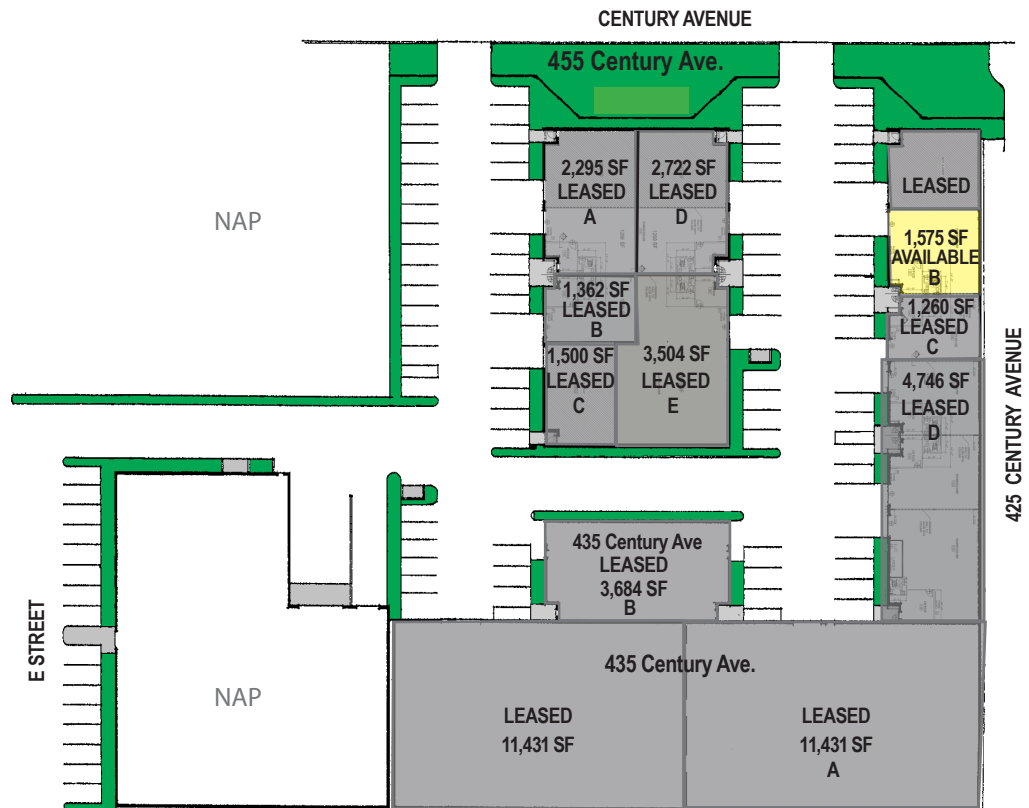 CENTURY AVENUE
455 Century Ave.
2,295 SF
LEASED
A
2,722 SF
LEASED
D
LEASED
NAP
1,575 SF
AVAILABLE
B
1,362 SF
LEASED
B
1,260 SF
LEASED
C
1,500 SF
LEASED
C
3,504 SF
LEASED
E
4,746 SF
LEASED
D
425 CENTURY AVENUE
435 Century Ave
LEASED
3,684 SF
B
E STREET
NAP
435 Century Ave.
LEASED
11,431 SF
LEASED
11,431 SF
A